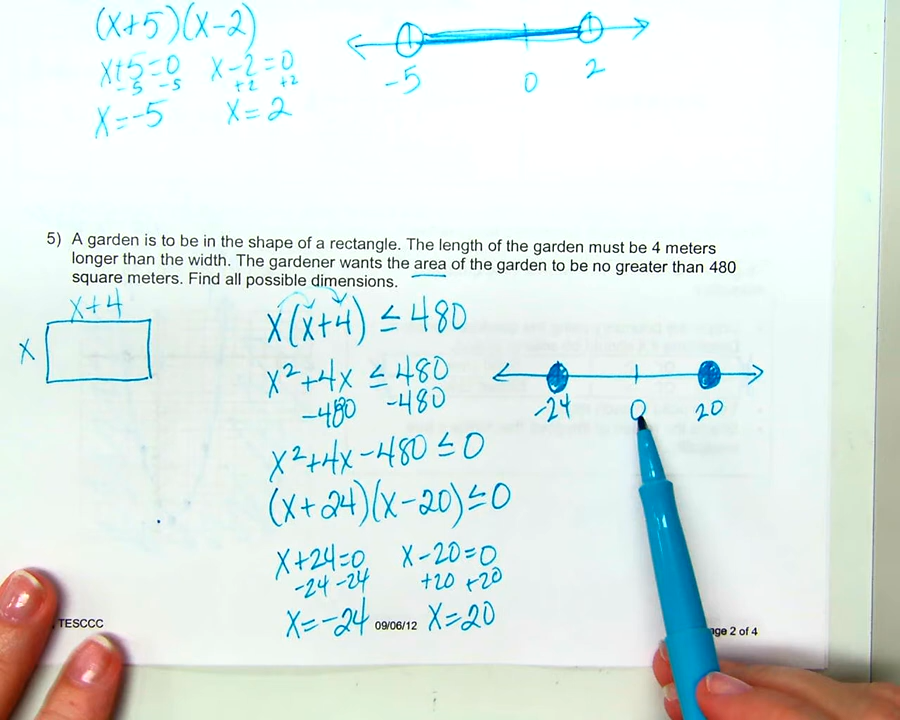 (x+5)(x-2)
x+5=0 x-2=0
-5 -5 +2 +2
x=-5 x=2
-5 0 2
5) A garden is to be in the shape of a rectangle. The length of the garden must be 4 meters
longer than the width. The gardener wants the area of the garden to be no greater than 480
square meters. Find all possible dimensions.
x+4
x
x(x+4) ≤ 480
x²+4x ≤ 480
-480 -480
x²+4x-480 ≤ 0
(x+24)(x-20) ≤ 0
x+24=0 x-20=0
-24 -24 +20 +20
x=-24 x=20
-24 0 20
TESCCC 09/06/12 ge 2 of 4